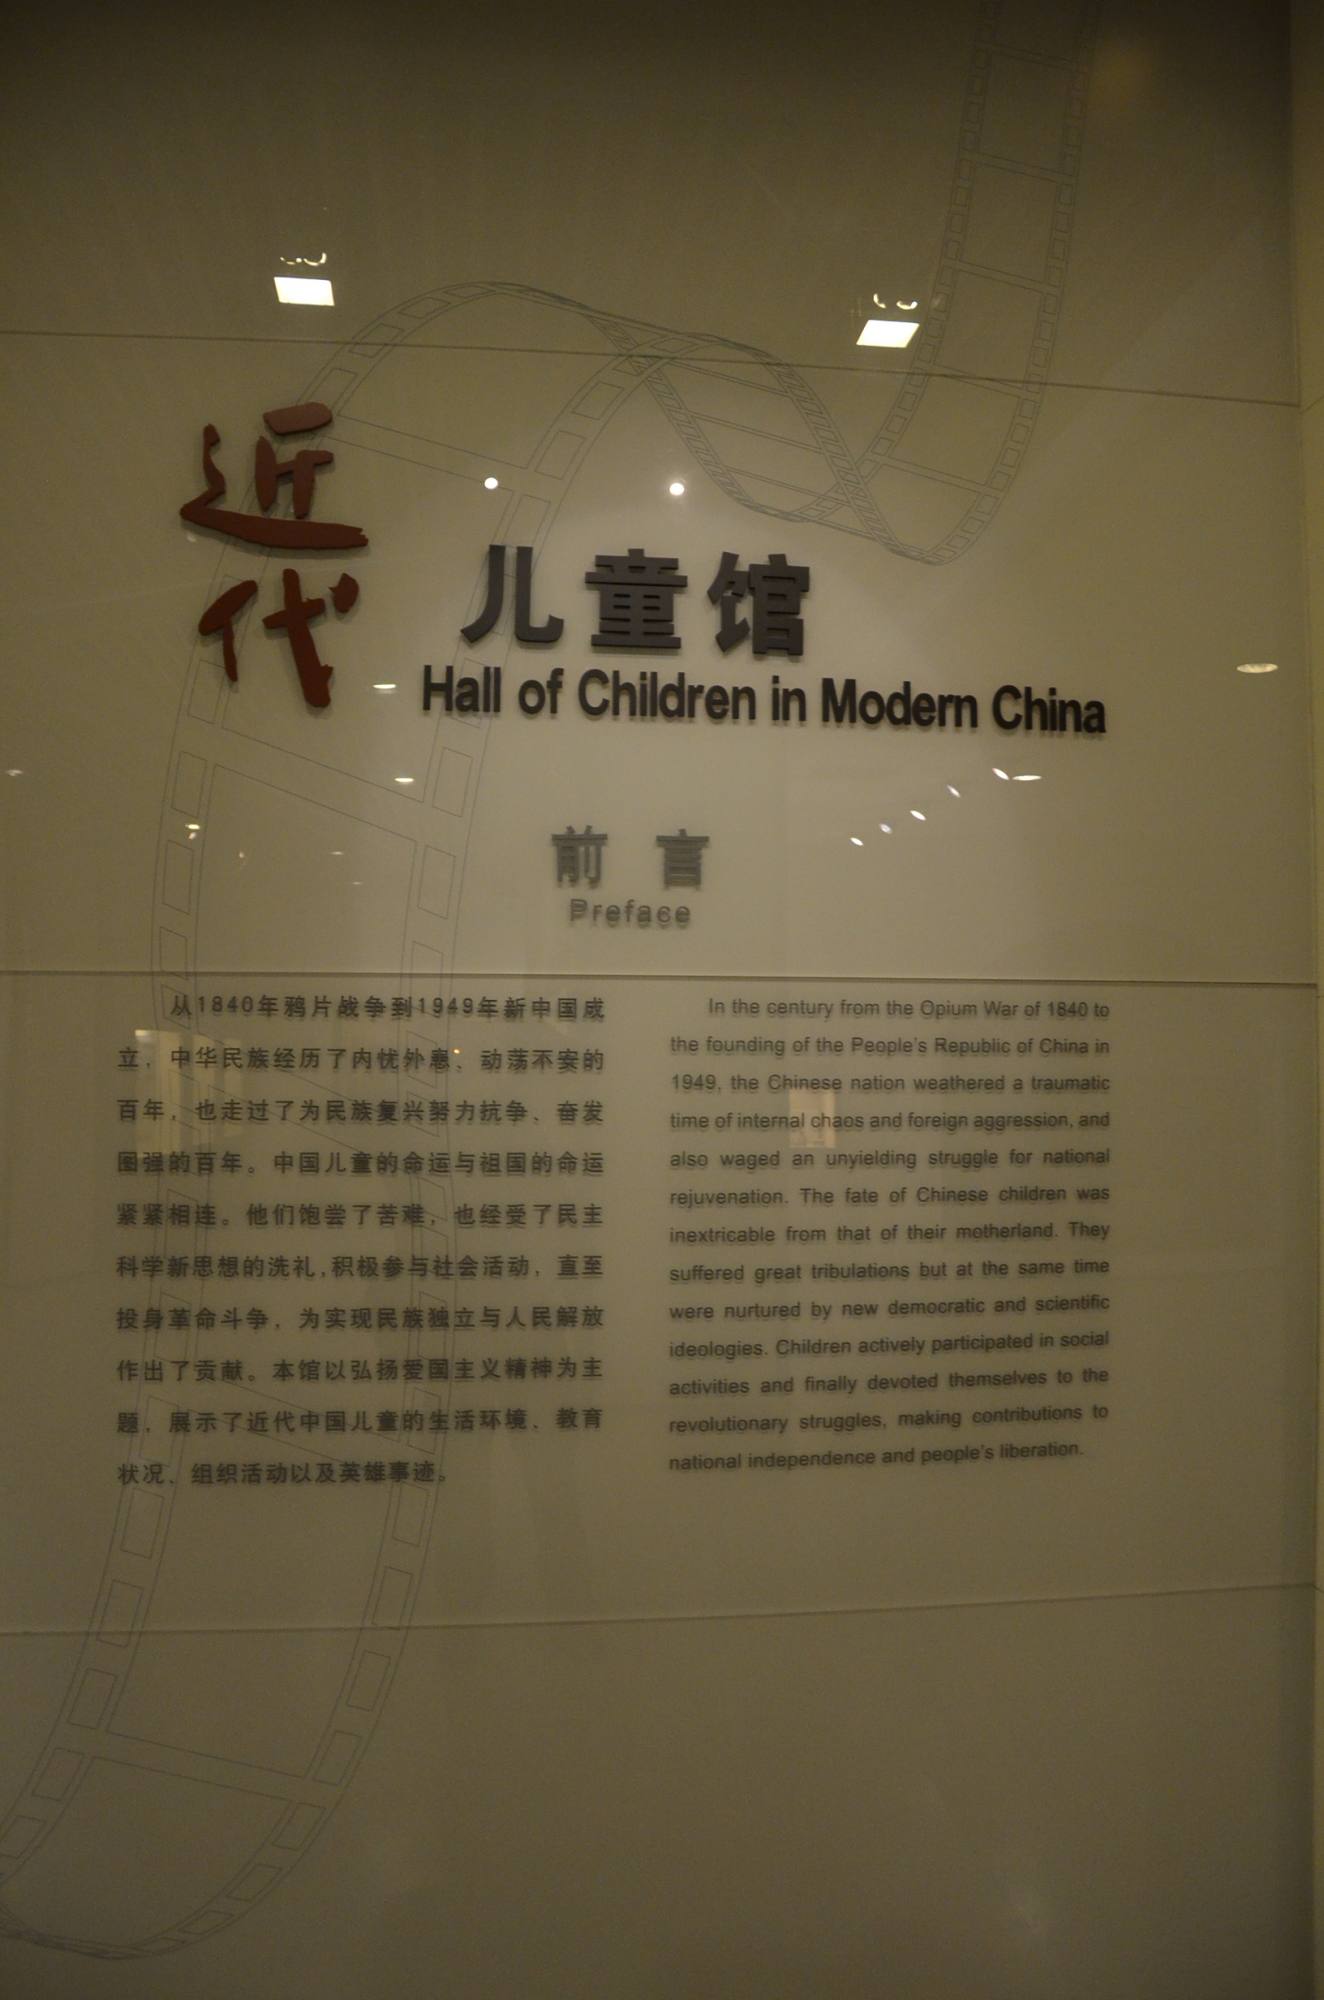 近代
儿童馆
Hall of Children in Modern China
前言
Preface
从1840年鸦片战争到1949年新中国成
立，中华民族经历了内忧外患、动荡不安的
百年，也走过了为民族复兴努力抗争、奋发
图强的百年。中国儿童的命运与祖国的命运
紧紧相连。他们饱尝了苦难，也经受了民主
科学新思想的洗礼,积极参与社会活动，直至
投身革命斗争，为实现民族独立与人民解放
作出了贡献。本馆以弘扬爱国主义精神为主
题，展示了近代中国儿童的生活环境、教育
状况、组织活动以及英雄事迹。
In the century from the Opium War of 1840 to
the founding of the People's Republic of China in
1949, the Chinese nation weathered a traumatic
time of internal chaos and foreign aggression, and
also waged an unyielding struggle for national
rejuvenation. The fate of Chinese children was
inextricable from that of their motherland. They
suffered great tribulations but at the same time
were nurtured by new democratic and scientific
ideologies. Children actively participated in social
activities and finally devoted themselves to the
revolutionary struggles, making contributions to
national independence and people's liberation.